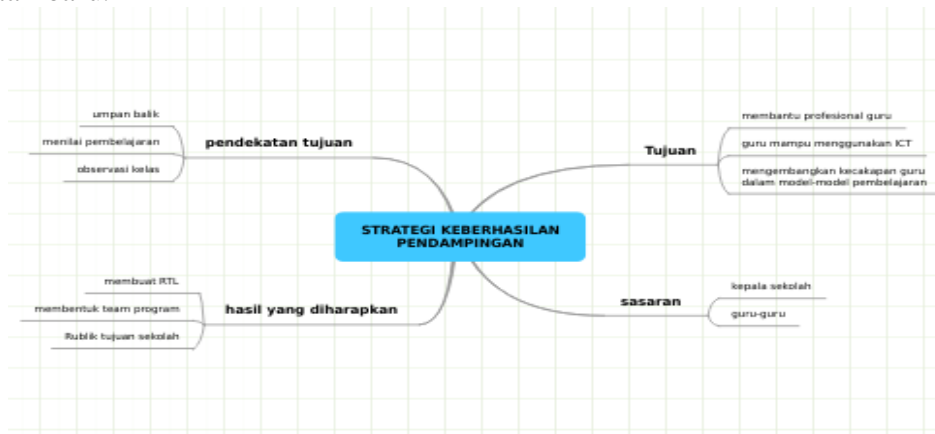 umpan balik
menilai pembelajaran
observasi kelas
pendekatan tujuan
Tujuan
membantu profesional guru
guru mampu menggunakan ICT
mengembangkan kecakapan guru
dalam model-model pembelajaran
STRATEGI KEBERHASILAN
PENDAMPINGAN
membuat RTL
membentuk team program
Rublik tujuan sekolah
hasil yang diharapkan
sasaran
kepala sekolah
guru-guru